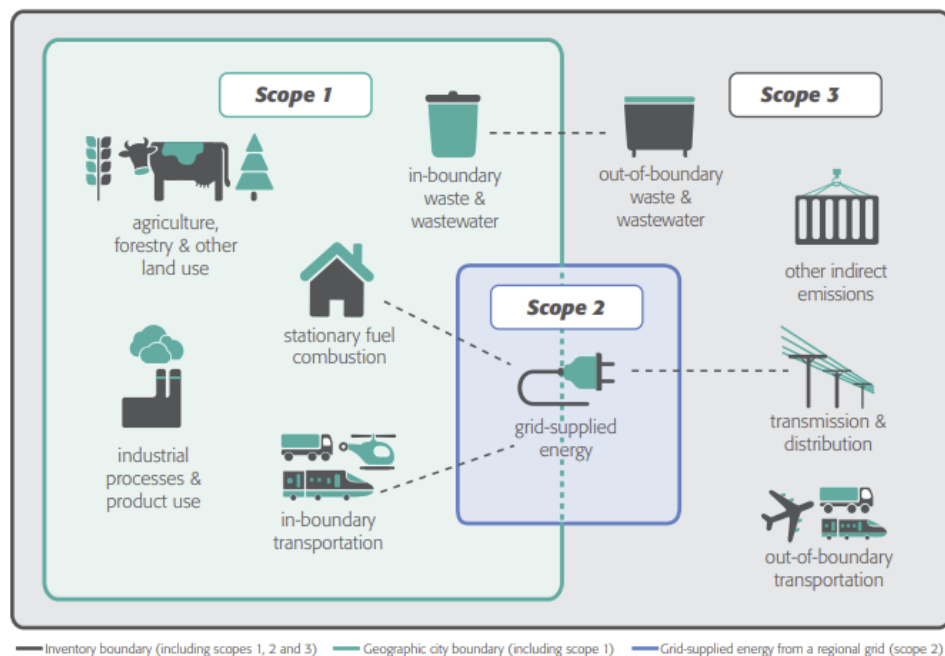 Scope 1
Scope 3
in-boundary
waste &
wastewater
out-of-boundary
waste &
wastewater
agriculture,
forestry & other
land use
other indirect
emissions
Scope 2
stationary fuel
combustion
grid-supplied
energy
transmission &
distribution
industrial
processes &
product use
in-boundary
transportation
out-of-boundary
transportation
Inventory boundary (including scopes 1, 2 and 3)
Geographic city boundary (including scope 1)
Grid-supplied energy from a regional grid (scope 2)